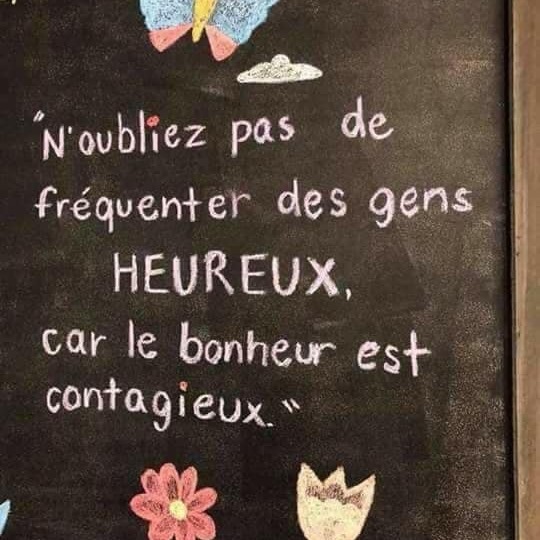 "N'oubliez pas de
fréquenter des gens
HEUREUX,
car le bonheur est
contagieux."